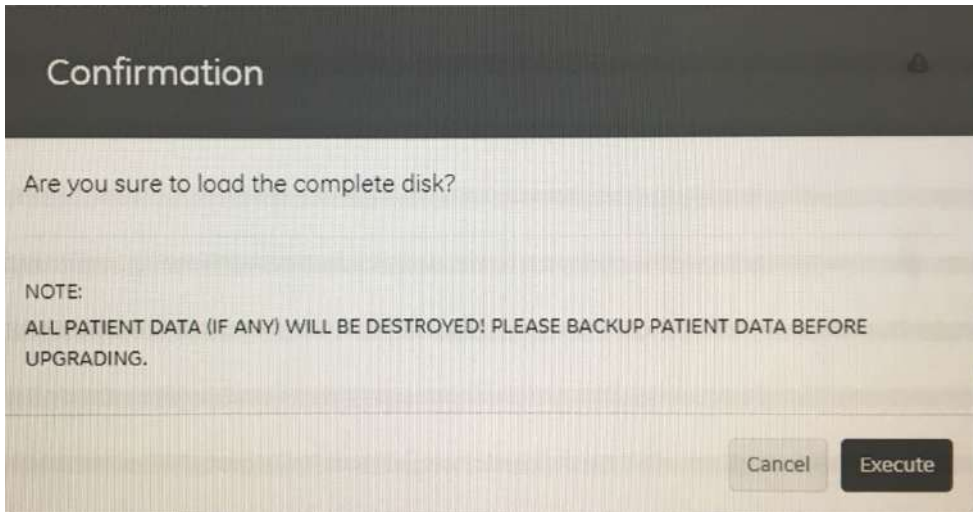 Confirmation
Are you sure to load the complete disk?
NOTE:
ALL PATIENT DATA (IF ANY) WILL BE DESTROYED! PLEASE BACKUP PATIENT DATA BEFORE
UPGRADING.
Cancel Execute